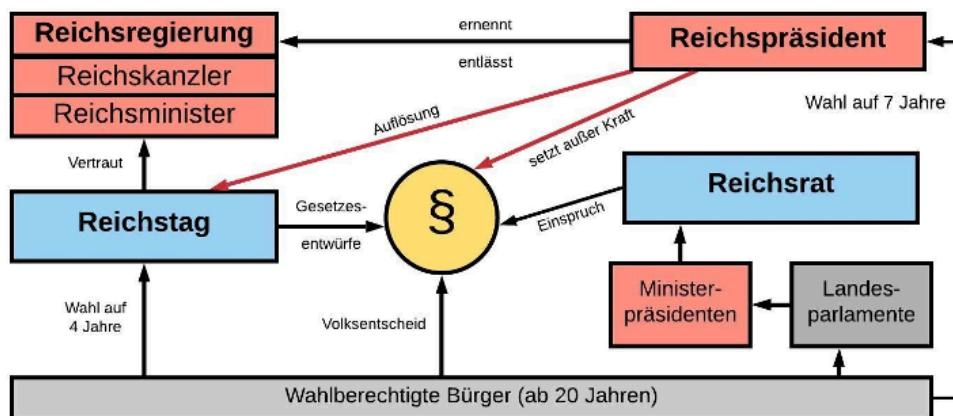 Reichsregierung
Reichskanzler
Reichsminister
ernennt
entlässt
Reichspräsident
Wahl auf 7 Jahre
Auflösung
setzt außer Kraft
Vertraut
Reichstag
Gesetzes-
entwürfe
§
Einspruch
Reichsrat
Minister-
präsidenten
Landes-
parlamente
Wahl auf
4 Jahre
Volksentscheid
Wahlberechtigte Bürger (ab 20 Jahren)